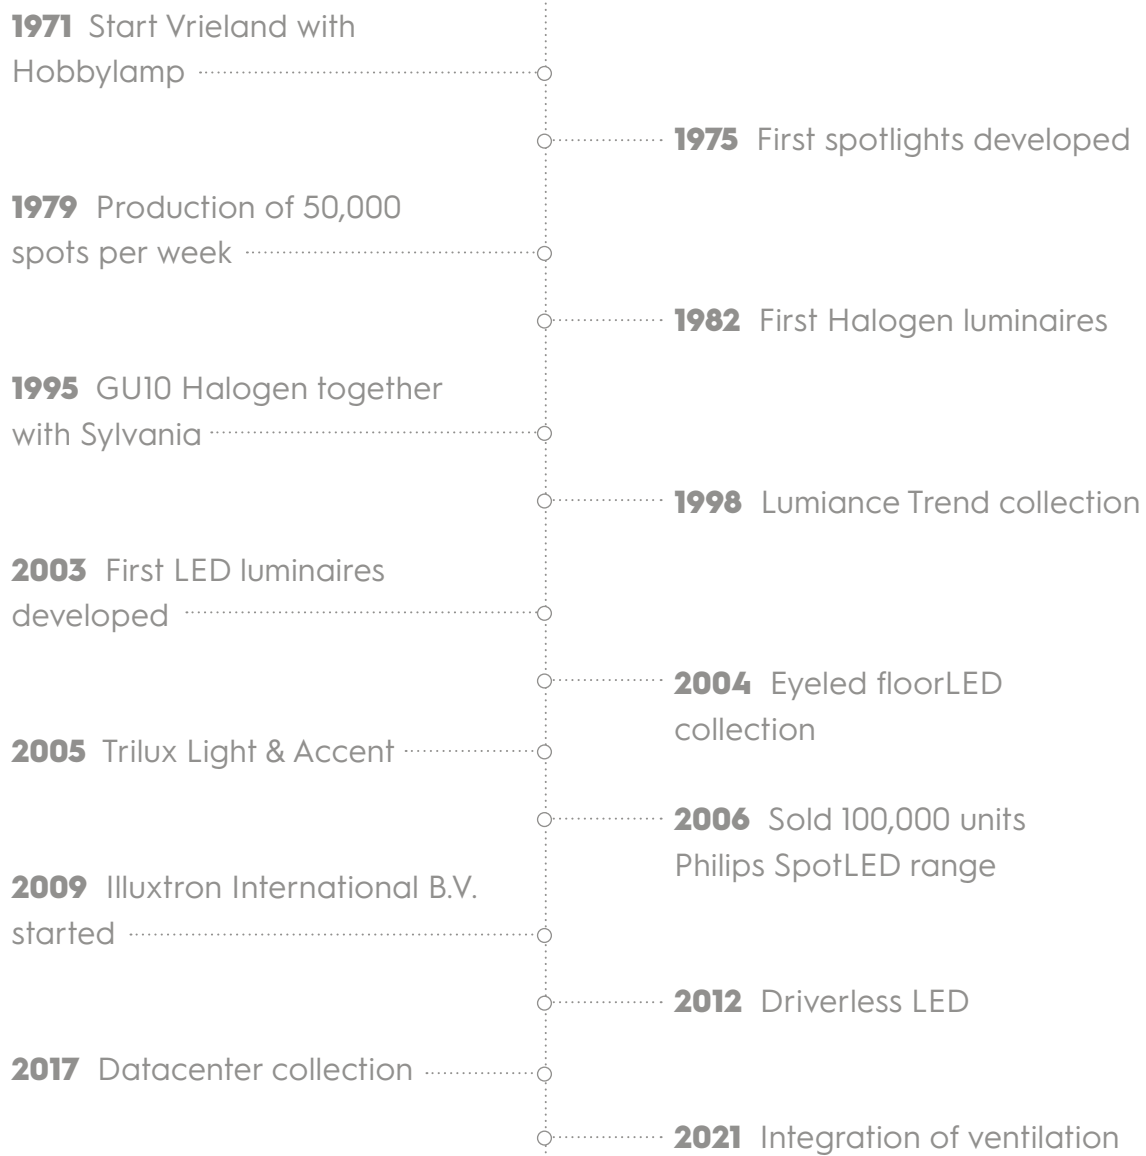 1971 Start Vrieland with
Hobbylamp
1975 First spotlights developed
1979 Production of 50,000
spots per week
1982 First Halogen luminaires
1995 GU10 Halogen together
with Sylvania
1998 Lumiance Trend collection
2003 First LED luminaires
developed
2004 Eyeled floorLED
collection
2005 Trilux Light & Accent
2006 Sold 100,000 units
Philips SpotLED range
2009 Illuxtron International B.V.
started
2012 Driverless LED
2017 Datacenter collection
2021 Integration of ventilation